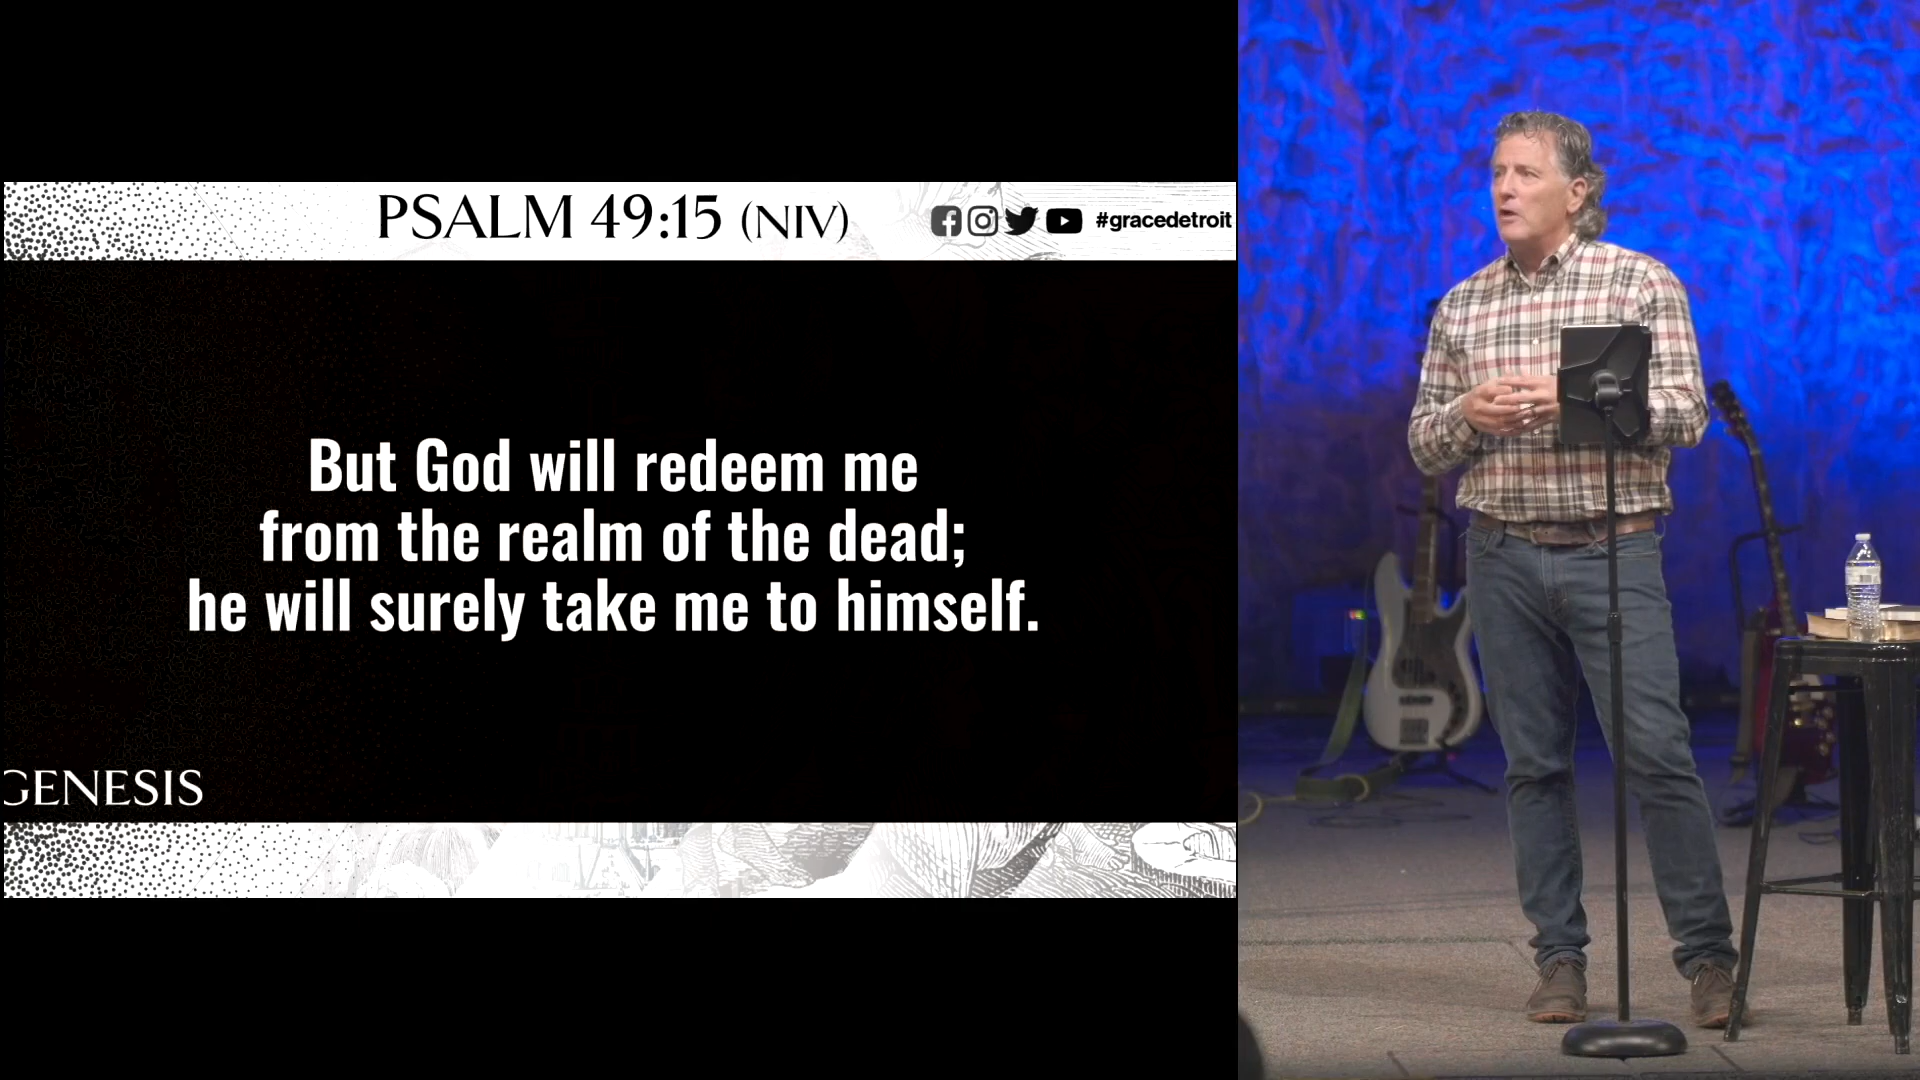 PSALM 49:15 (NIV)
#gracedetroit
But God will redeem me
from the realm of the dead;
he will surely take me to himself.
GENESIS